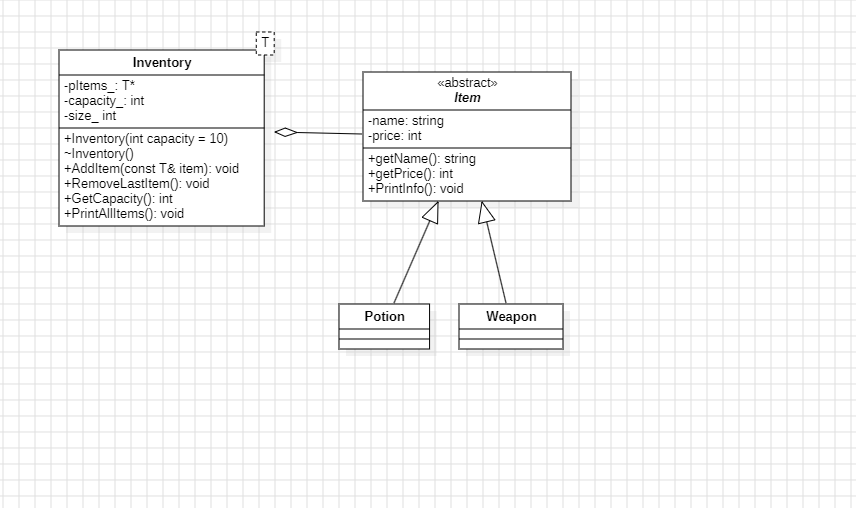 T
Inventory
-pItems_: T*
-capacity_: int
-size_ int
+Inventory(int capacity = 10)
~Inventory()
+AddItem(const T& item): void
+RemoveLastItem(): void
+GetCapacity(): int
+PrintAllItems(): void
«abstract»
Item
-name: string
-price: int
+getName(): string
+getPrice(): int
+PrintInfo(): void
Potion
Weapon